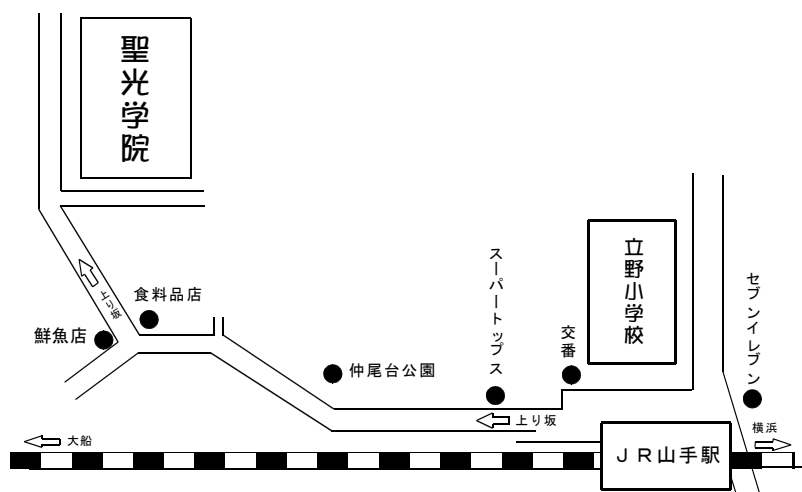 聖光学院
立野小学校
スーパートップス
セブンイレブン
上り坂
食料品店
鮮魚店
交番
仲尾台公園
上り坂
横浜
大船
JR山手駅